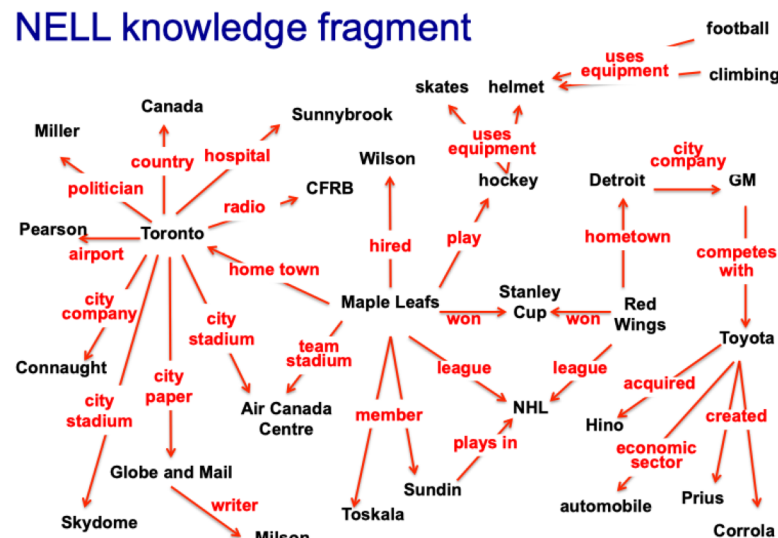 NELL knowledge fragment
football
uses
equipment
climbing
skates
helmet
Canada
Sunnybrook
Miller
country
hospital
uses
equipment
city
company
Wilson
politician
CFRB
hockey
Detroit
GM
radio
Pearson
Toronto
airport
hired
play
hometown
competes
with
home town
city
company
Maple Leafs
Stanley
Cup
Red
Wings
won
won
city
stadium
team
stadium
Toyota
Connaught
league
league
acquired
city
stadium
city
paper
Air Canada
Centre
member
NHL
Hino
created
plays in
economic
sector
Globe and Mail
Sundin
automobile
Prius
writer
Skydome
Toskala
Milson
Corrola